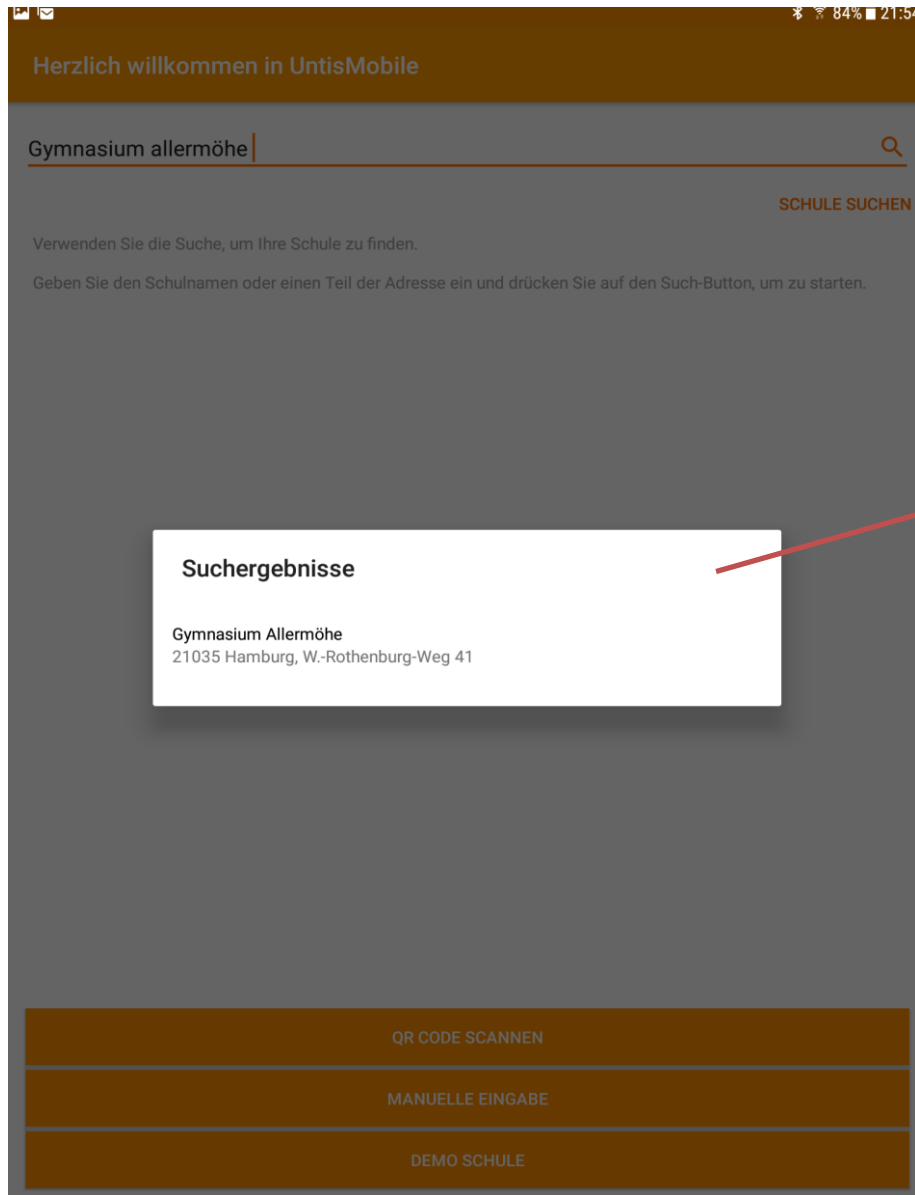 84% 21:54
Herzlich willkommen in UntisMobile
Gymnasium allermöhe
SCHULE SUCHEN
Verwenden Sie die Suche, um Ihre Schule zu finden.
Geben Sie den Schulnamen oder einen Teil der Adresse ein und drücken Sie auf den Such-Button, um zu starten.
Suchergebnisse
Gymnasium Allermöhe
21035 Hamburg, W.-Rothenburg-Weg 41
QR CODE SCANNEN
MANUELLE EINGABE
DEMO SCHULE